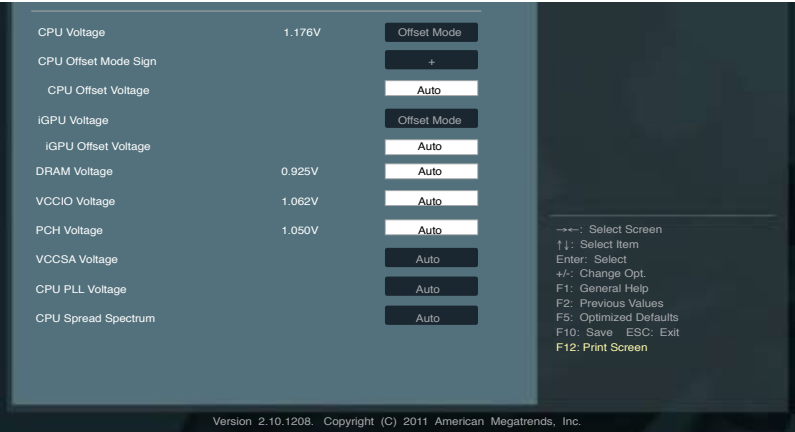 CPU Voltage 1.176V Offset Mode
CPU Offset Mode Sign +
CPU Offset Voltage Auto
iGPU Voltage Offset Mode
iGPU Offset Voltage Auto
DRAM Voltage 0.925V Auto
VCCIO Voltage 1.062V Auto
PCH Voltage 1.050V Auto
VCCSA Voltage Auto
CPU PLL Voltage Auto
CPU Spread Spectrum Auto
→←: Select Screen
↑↓: Select Item
Enter: Select
+/-: Change Opt.
F1: General Help
F2: Previous Values
F5: Optimized Defaults
F10: Save ESC: Exit
F12: Print Screen
Version 2.10.1208. Copyright (C) 2011 American Megatrends, Inc.